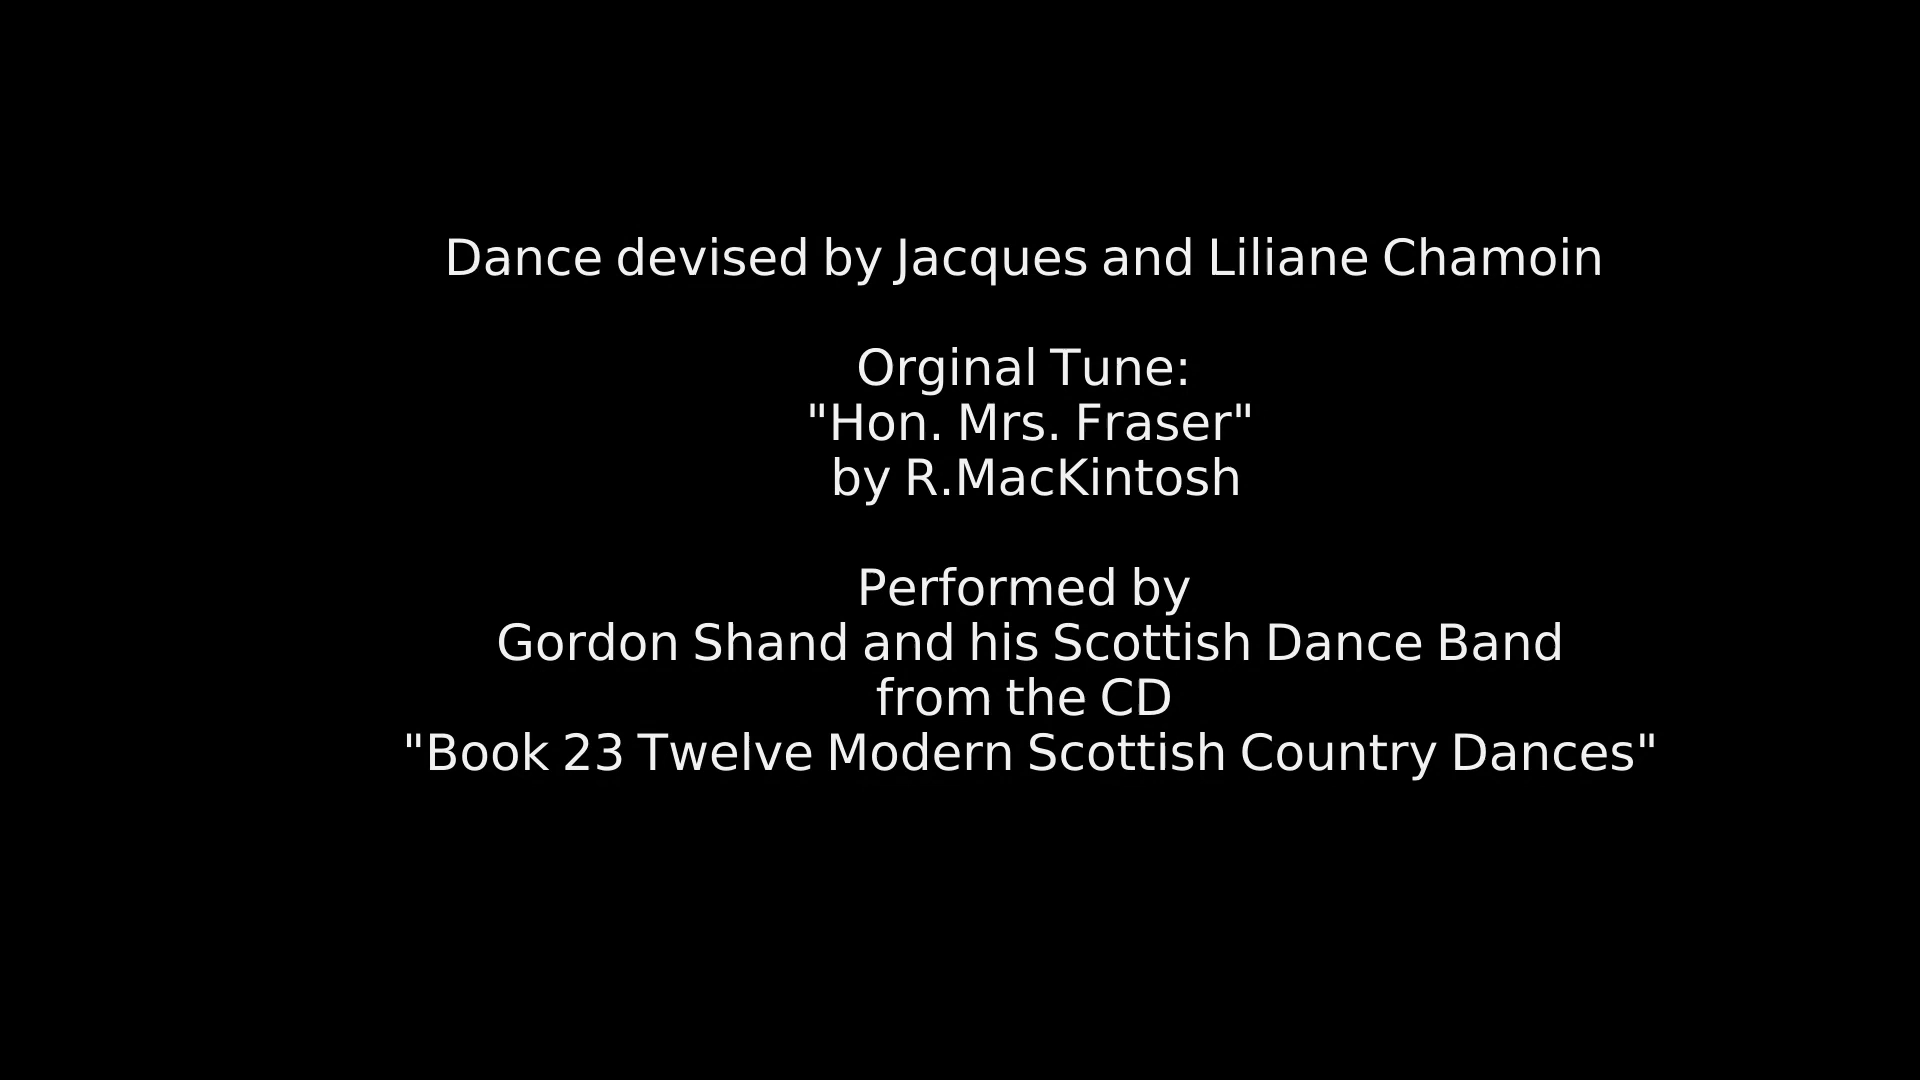 Dance devised by Jacques and Liliane Chamoin
Orginal Tune:
"Hon. Mrs. Fraser"
by R.MacKintosh
Performed by
Gordon Shand and his Scottish Dance Band
from the CD
"Book 23 Twelve Modern Scottish Country Dances"